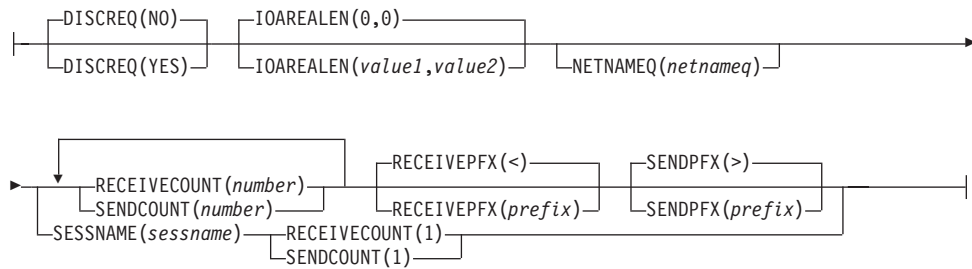 DISCREQ(NO) IOAREALEN(0,0)
DISCREQ(YES) IOAREALEN(value1,value2) NETNAMEQ(netnameq)
RECEIVEPFX(<) SENDPFX(>)
RECEIVECOUNT(number)
SENDCOUNT(number) RECEIVEPFX(prefix) SENDPFX(prefix)
SESSNAME(sessname) RECEIVECOUNT(1)
SENDCOUNT(1)